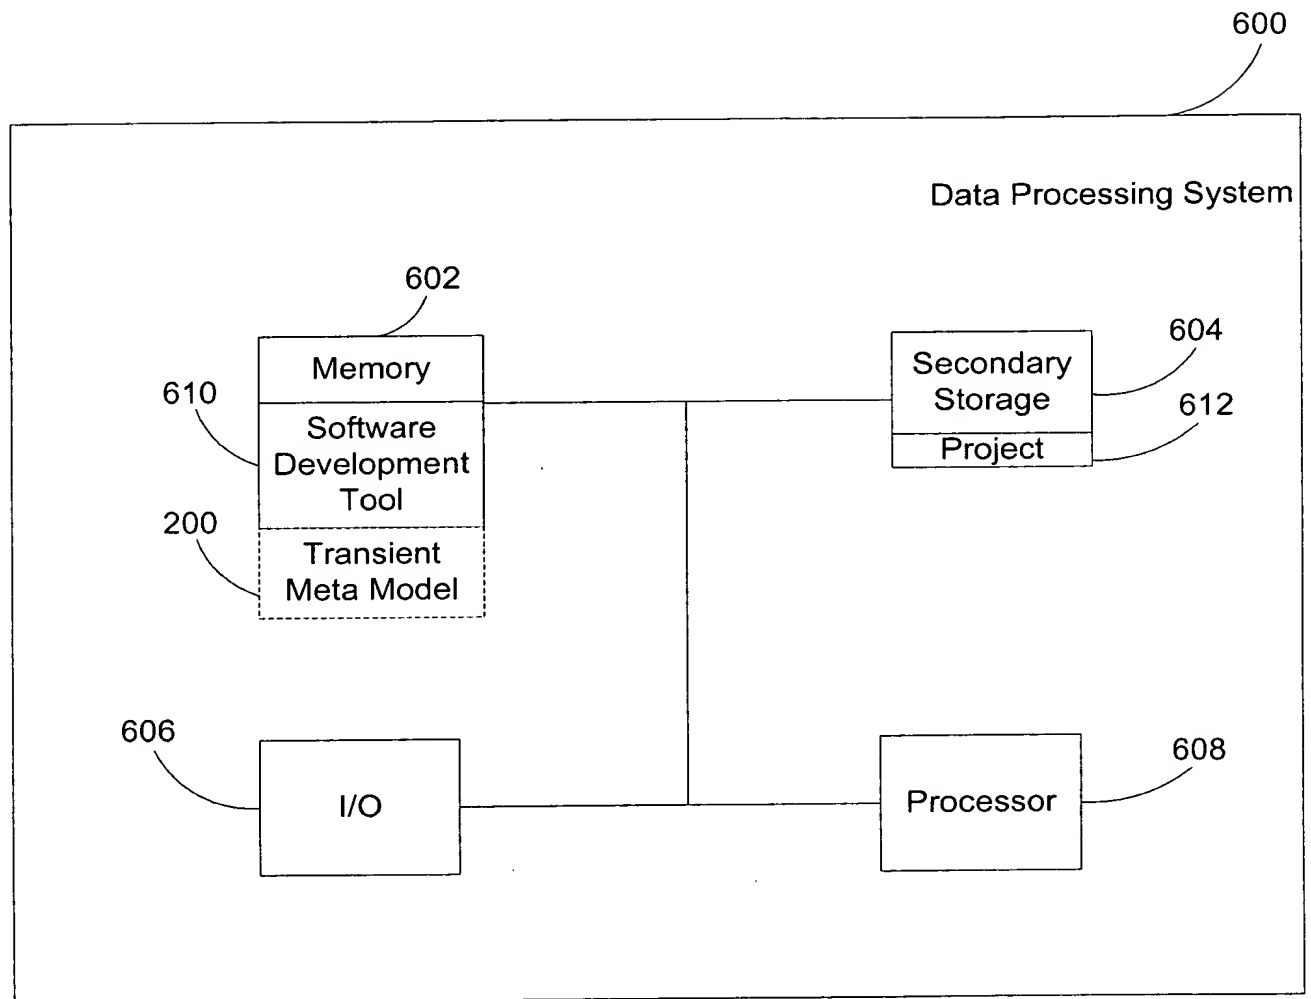 600
Data Processing System
602
Memory
610
Software
Development
Tool
200
Transient
Meta Model
604
Secondary
Storage
612
Project
606
I/O
608
Processor